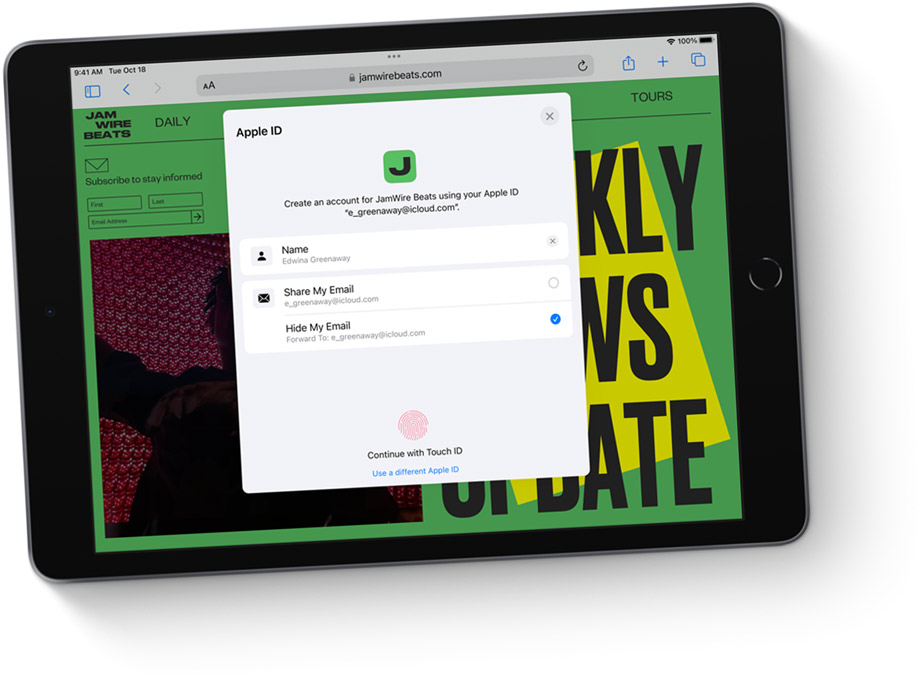 9:41 AM Tue Oct 18
100%
AA
jamwirebeats.com
JAM
WIRE
BEATS
DAILY
TOURS
Subscribe to stay informed
First
Last
Email Address
Apple ID
J
Create an account for JamWire Beats using your Apple ID
“e_greenaway@icloud.com”.
Name
Edwina Greenaway
Share My Email
e_greenaway@icloud.com
Hide My Email
Forward To: e_greenaway@icloud.com
Continue with Touch ID
Use a different Apple ID
KLY
WS
UPDATE